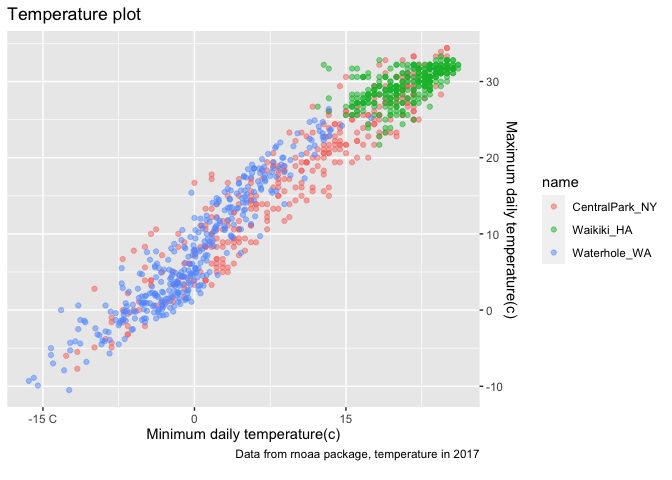 Temperature plot
30
20
10
0
-10
Maximum daily temperature(c)
name
CentralPark_NY
Waikiki_HA
Waterhole_WA
-15 C
0
15
Minimum daily temperature(c)
Data from rnoaa package, temperature in 2017